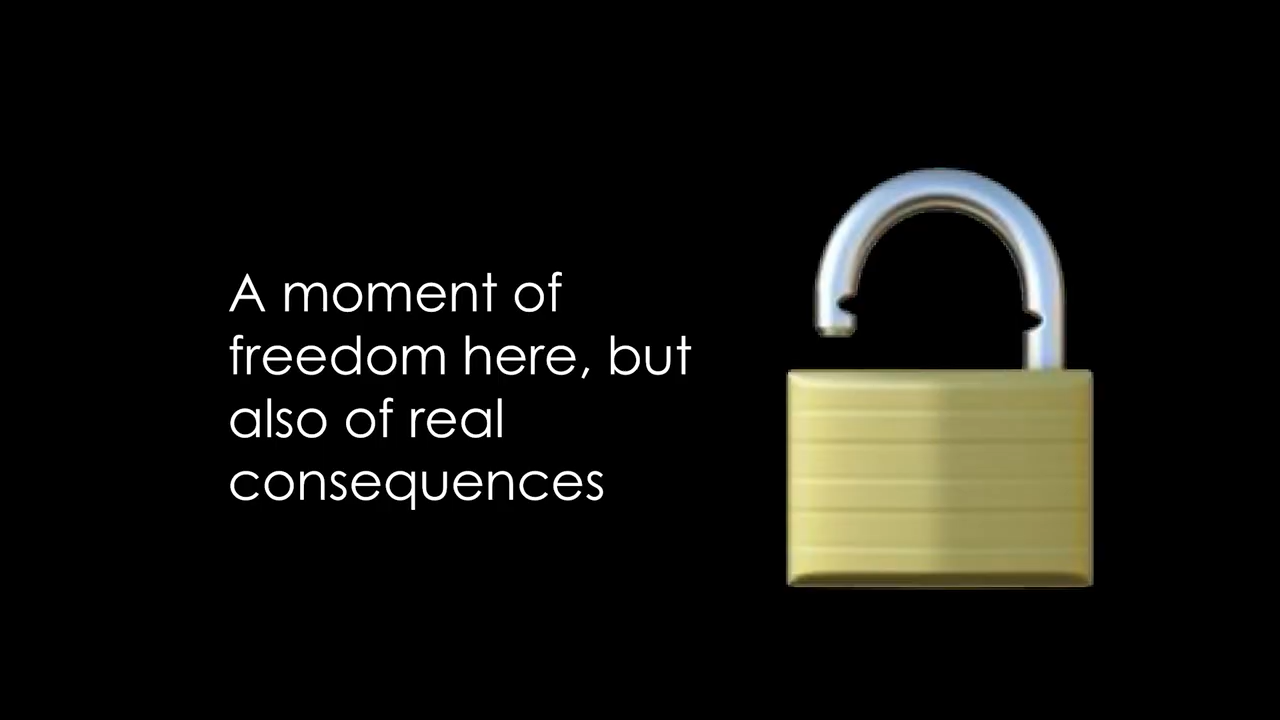 A moment of
freedom here, but
also of real
consequences